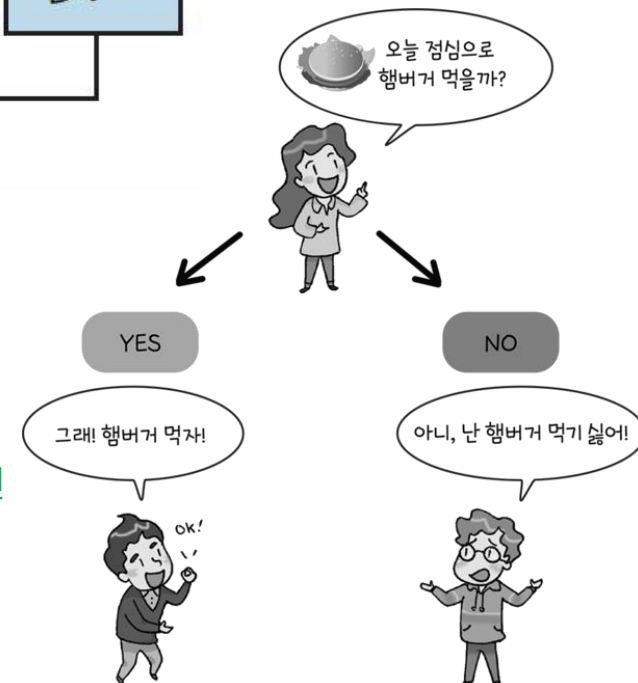 오늘 점심으로
햄버거 먹을까?
YES
NO
그래! 햄버거 먹자!
아니, 난 햄버거 먹기 싫어!
OK!